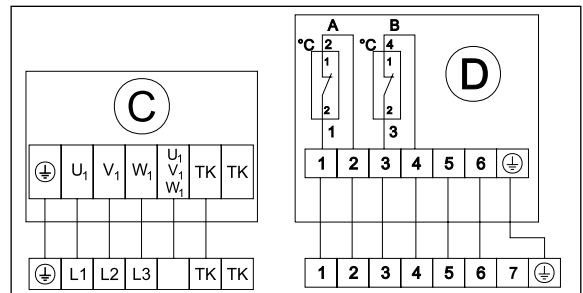 A B
°C 2 °C 4
1 1
C D
2 2
1 3
⏚ U1 V1 W1 U1 V1 W1 TK TK
1 2 3 4 5 6 ⏚
⏚ L1 L2 L3 TK TK
1 2 3 4 5 6 7 ⏚